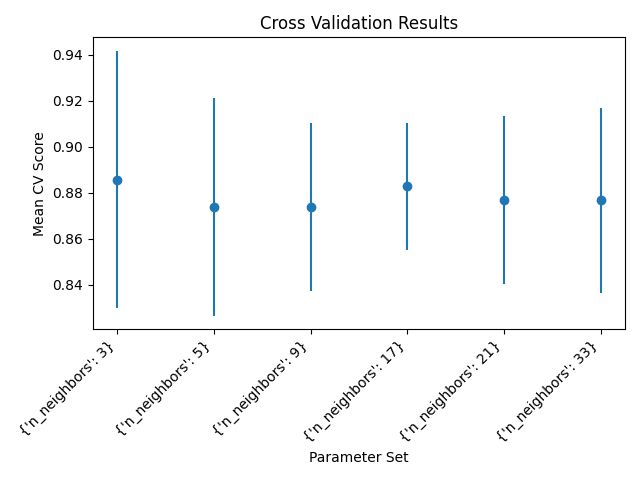 Cross Validation Results
Mean CV Score
0.94
0.92
0.90
0.88
0.86
0.84
{'n_neighbors': 3}
{'n_neighbors': 5}
{'n_neighbors': 9}
{'n_neighbors': 17}
{'n_neighbors': 21}
{'n_neighbors': 33}
Parameter Set